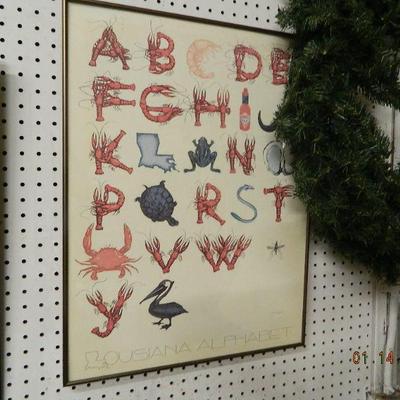 A B C D E
F G H
K L N
P R S T
V W
Y
LOUISIANA ALPHABET
01 14